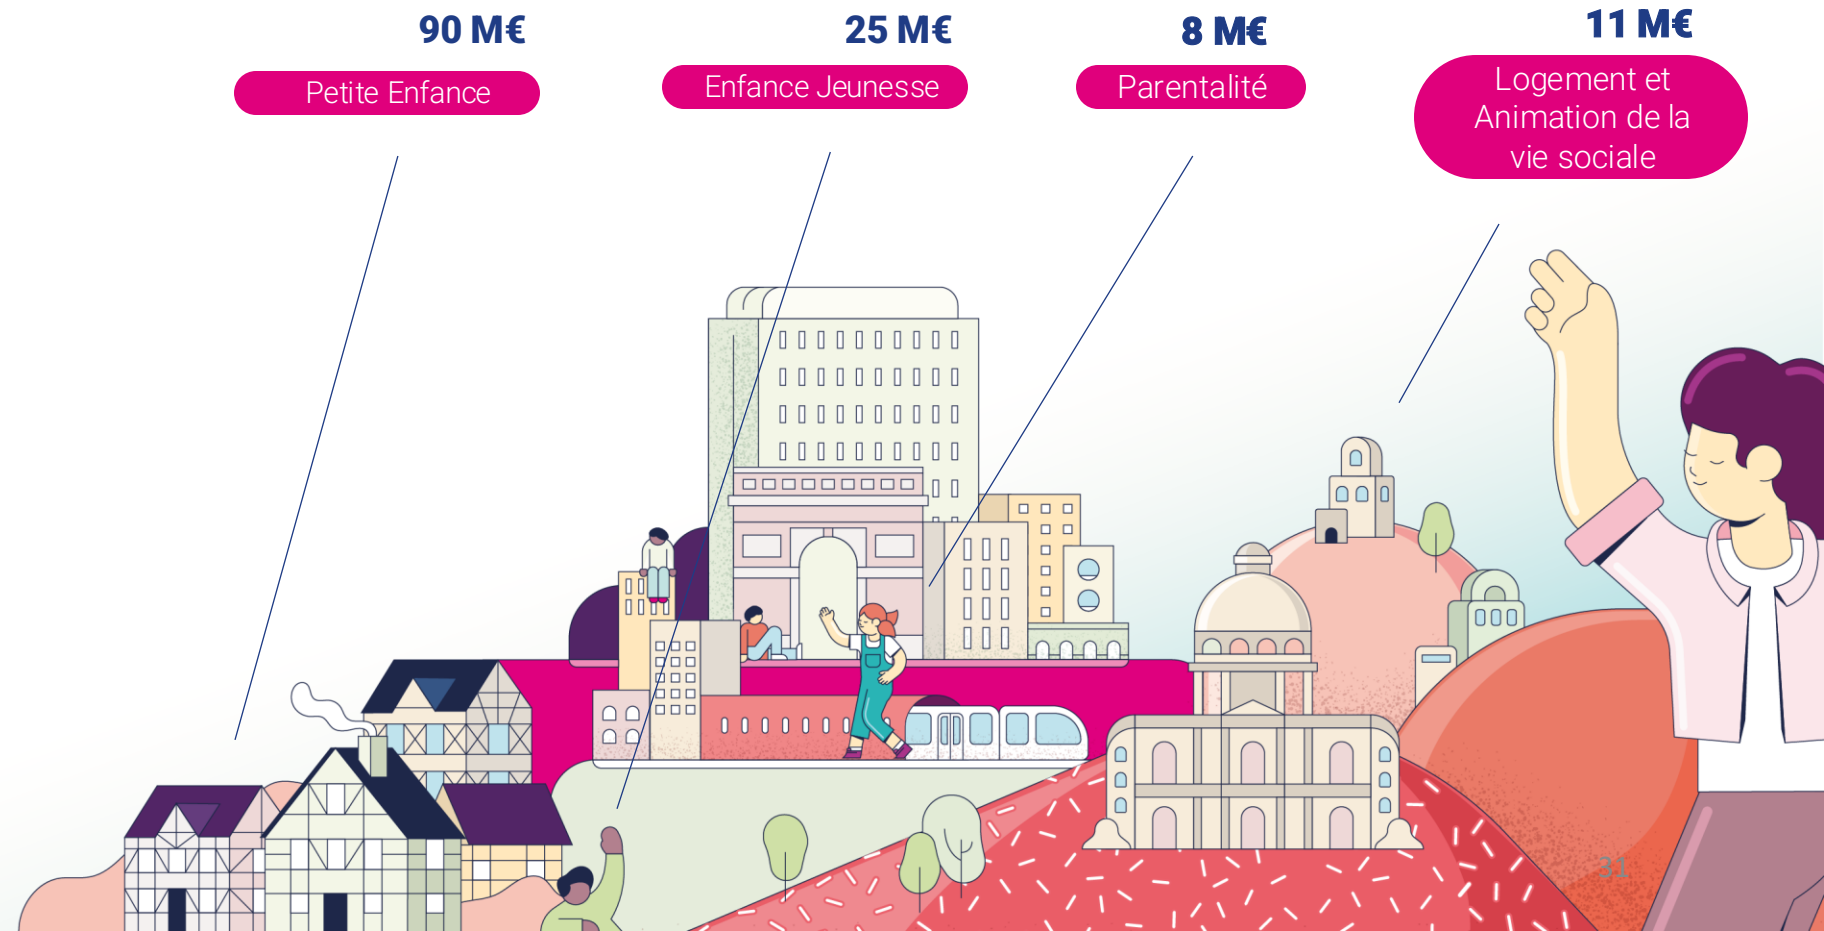 90 M€
Petite Enfance
25 M€
Enfance Jeunesse
8 M€
Parentalité
11 M€
Logement et
Animation de la
vie sociale
31